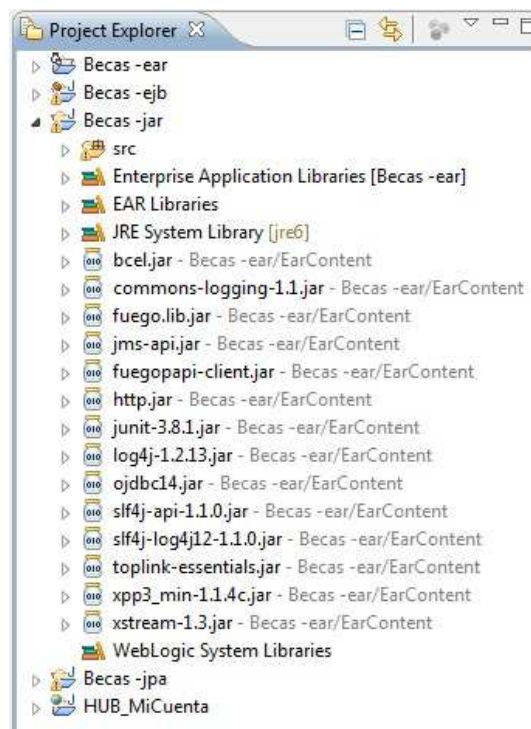 Project Explorer
Becas -ear
Becas -ejb
Becas -jar
src
Enterprise Application Libraries [Becas -ear]
EAR Libraries
JRE System Library [jre6]
bcel.jar - Becas -ear/EarContent
commons-logging-1.1.jar - Becas -ear/EarContent
fuego.lib.jar - Becas -ear/EarContent
jms-api.jar - Becas -ear/EarContent
fuegopapi-client.jar - Becas -ear/EarContent
http.jar - Becas -ear/EarContent
junit-3.8.1.jar - Becas -ear/EarContent
log4j-1.2.13.jar - Becas -ear/EarContent
ojdbc14.jar - Becas -ear/EarContent
slf4j-api-1.1.0.jar - Becas -ear/EarContent
slf4j-log4j12-1.1.0.jar - Becas -ear/EarContent
toplink-essentials.jar - Becas -ear/EarContent
xpp3_min-1.1.4c.jar - Becas -ear/EarContent
xstream-1.3.jar - Becas -ear/EarContent
WebLogic System Libraries
Becas -jpa
HUB_MiCuenta